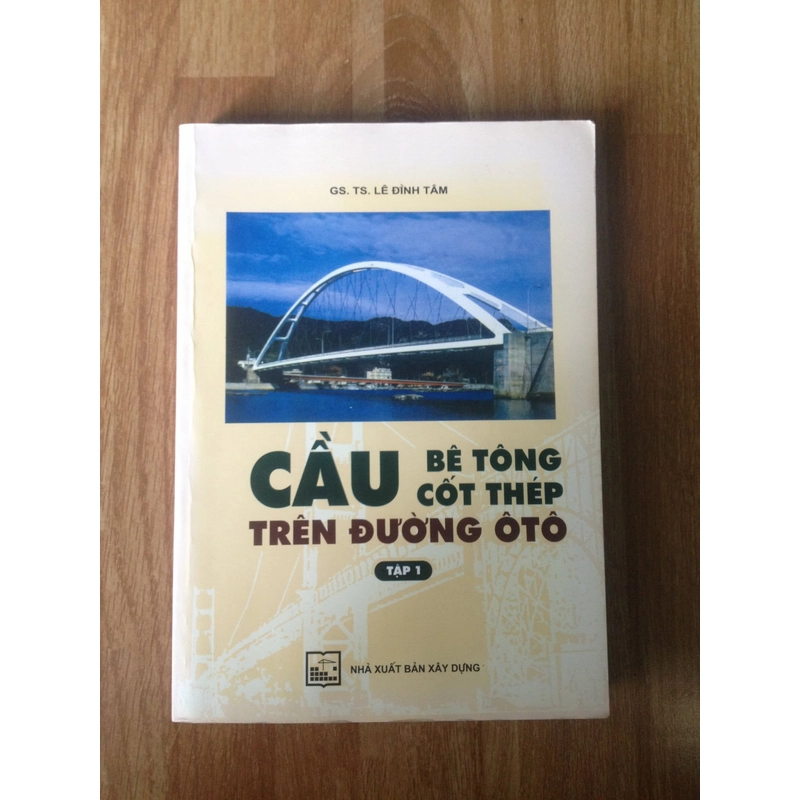 GS. TS. LÊ ĐÌNH TÂM
CẦU BÊ TÔNG
CỐT THÉP
TRÊN ĐƯỜNG ÔTÔ
TẬP 1
NHÀ XUẤT BẢN XÂY DỰNG